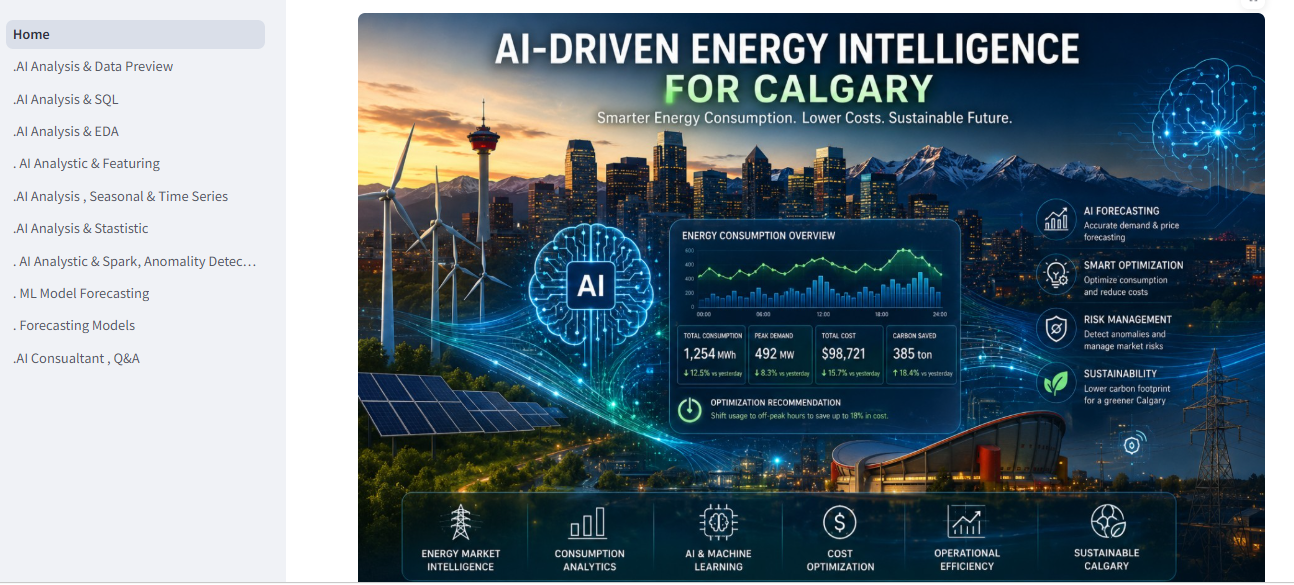 Home
.AI Analysis & Data Preview
.AI Analysis & SQL
.AI Analysis & EDA
. AI Analystic & Featuring
.AI Analysis , Seasonal & Time Series
.AI Analysis & Stastistic
. AI Analystic & Spark, Anomality Detec…
. ML Model Forecasting
. Forecasting Models
.AI Consualtant , Q&A
AI-DRIVEN ENERGY INTELLIGENCE
FOR CALGARY
Smarter Energy Consumption. Lower Costs. Sustainable Future.
AI
ENERGY CONSUMPTION OVERVIEW
600
400
400
200
0
00:00 06:00 12:00 18:00 24:00
TOTAL CONSUMPTION
1,254 MWh
↓ 12.5% vs yesterday
PEAK DEMAND
492 MW
↓ 8.3% vs yesterday
TOTAL COST
$98,721
↓ 15.7% vs yesterday
CARBON SAVED
385 ton
↑ 18.4% vs yesterday
OPTIMIZATION RECOMMENDATION
Shift usage to off-peak hours to save up to 18% in cost.
AI FORECASTING
Accurate demand & price
forecasting
SMART OPTIMIZATION
Optimize consumption
and reduce costs
RISK MANAGEMENT
Detect anomalies and
manage market risks
SUSTAINABILITY
Lower carbon footprint
for a greener Calgary
ENERGY MARKET
INTELLIGENCE
CONSUMPTION
ANALYTICS
AI & MACHINE
LEARNING
$
COST
OPTIMIZATION
OPERATIONAL
EFFICIENCY
SUSTAINABLE
CALGARY